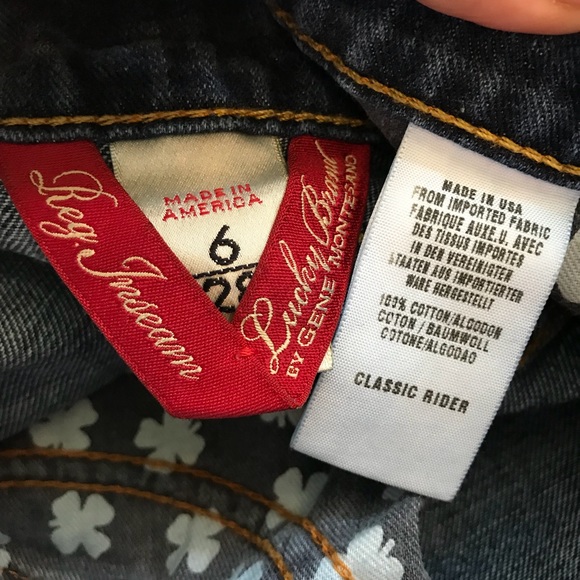 Reg. Inseam
MADE IN
AMERICA
6
28
Lucky Brand
BY GENE MONTESANO
MADE IN USA
FROM IMPORTED FABRIC
FABRIQUE AUXE.U. AVEC
DES TISSUS IMPORTES
IN DER VEREINIGTEN
STAATEN AUS IMPORTIERTER
WARE HERGESTELLT
100% COTTON/ALGODON
COTON / BAUMWOLL
COTONE/ALGODAO
CLASSIC RIDER